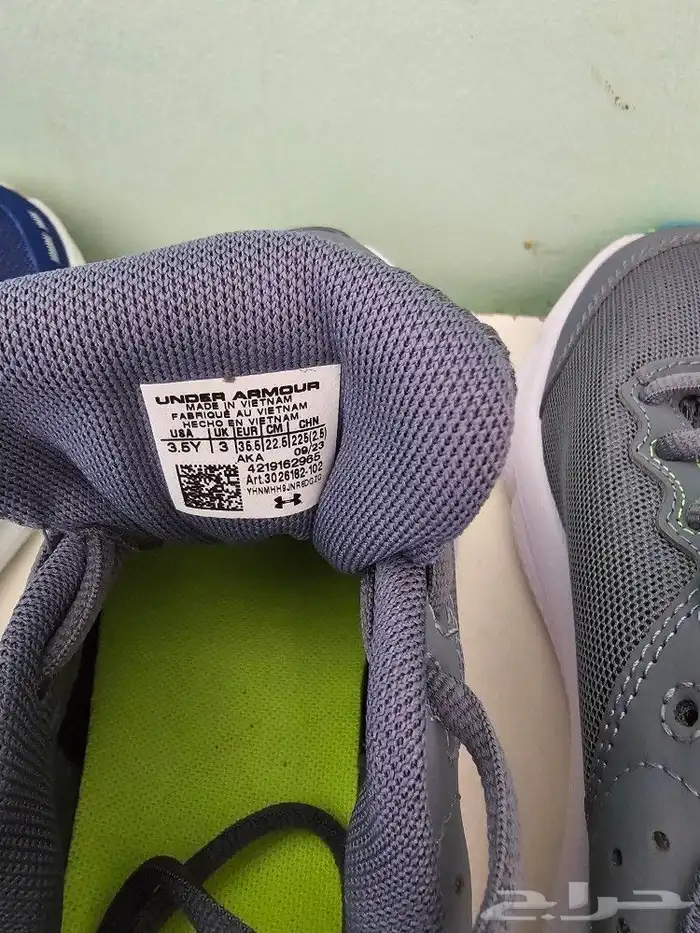 UNDER ARMOUR
MADE IN VIETNAM
FABRIQUÉ AU VIETNAM
HECHO EN VIETNAM
USA UK EUR CM CHN
3.5Y 3 35.5 22.5 225(2.5)
AKA 09/23
4219162965
Art.3026182-102
حراج